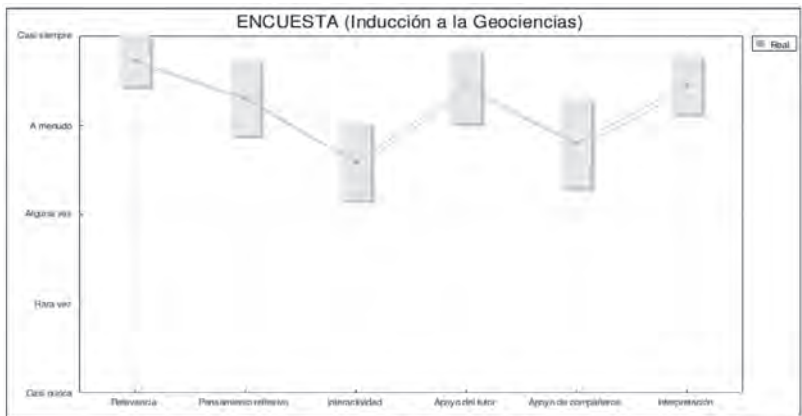 ENCUESTA (Inducción a la Geociencias)
Casi siempre
Real
A menudo
Alguna vez
Rara vez
Casi nunca
Relevancia Pensamiento reflexivo Interactividad Apoyo del tutor Apoyo de compañeros Interpretación